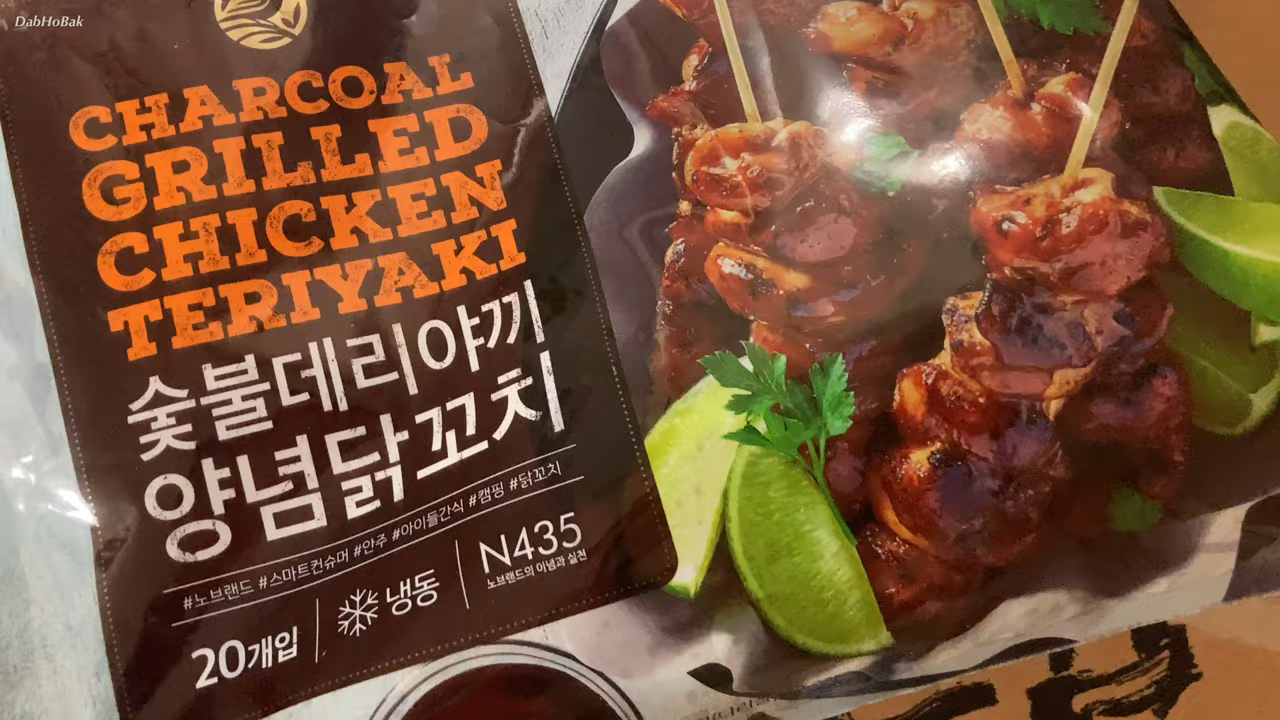 DabHoBak
CHARCOAL
GRILLED
CHICKEN
TERIYAKI
숯불데리야끼
양념닭꼬치
#노브랜드 #스마트컨슈머 #안주 #아이들간식 #캠핑 #닭꼬치
20개입
냉동
N435
노브랜드의 이념과 실천